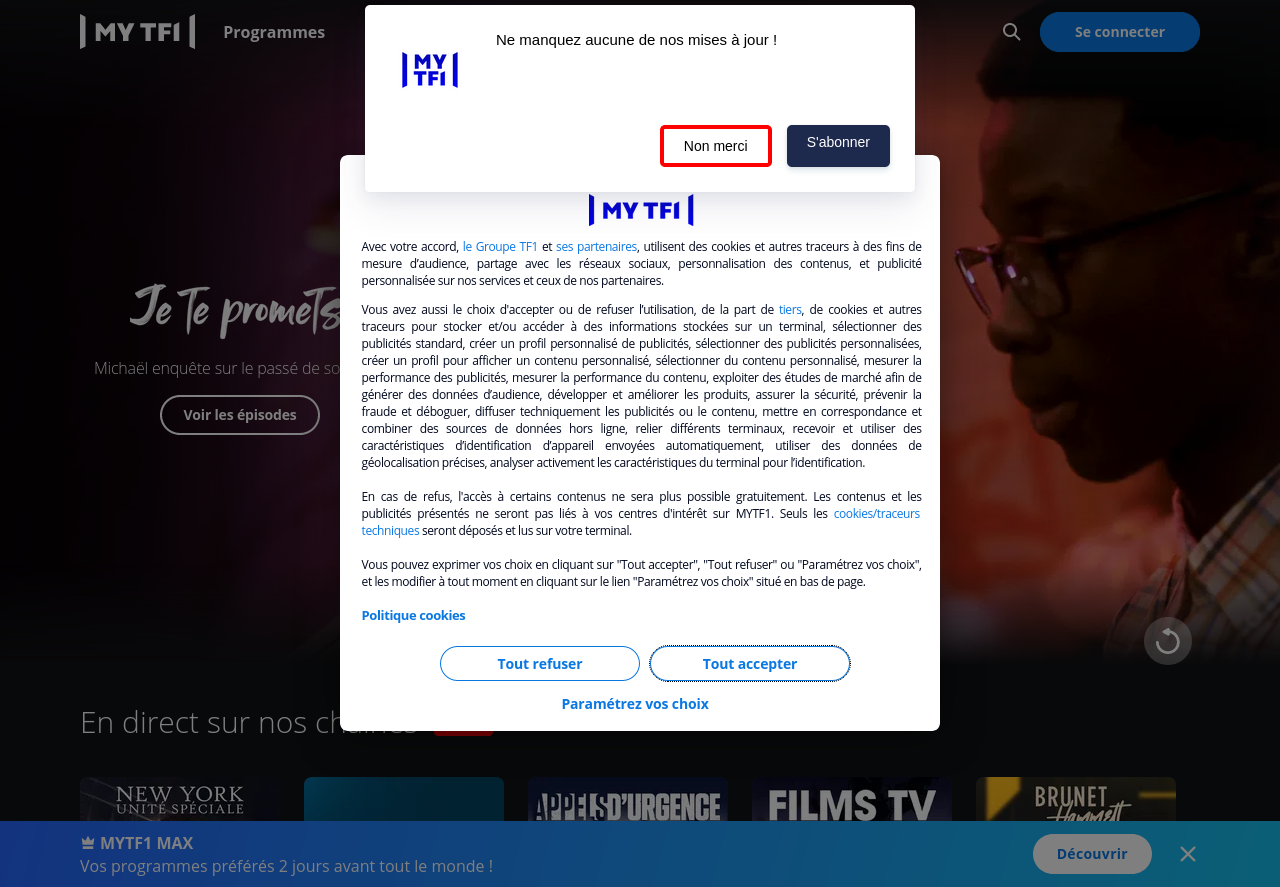 MY TF1
Programmes
Se connecter
Ne manquez aucune de nos mises à jour !
MY
TF1
Non merci
S'abonner
MY TF1
Avec votre accord, le Groupe TF1 et ses partenaires, utilisent des cookies et autres traceurs à des fins de
mesure d’audience, partage avec les réseaux sociaux, personnalisation des contenus, et publicité
personnalisée sur nos services et ceux de nos partenaires.
Vous avez aussi le choix d'accepter ou de refuser l’utilisation, de la part de tiers, de cookies et autres
traceurs pour stocker et/ou accéder à des informations stockées sur un terminal, sélectionner des
publicités standard, créer un profil personnalisé de publicités, sélectionner des publicités personnalisées,
créer un profil pour afficher un contenu personnalisé, sélectionner du contenu personnalisé, mesurer la
performance des publicités, mesurer la performance du contenu, exploiter des études de marché afin de
générer des données d’audience, développer et améliorer les produits, assurer la sécurité, prévenir la
fraude et déboguer, diffuser techniquement les publicités ou le contenu, mettre en correspondance et
combiner des sources de données hors ligne, relier différents terminaux, recevoir et utiliser des
caractéristiques d’identification d’appareil envoyées automatiquement, utiliser des données de
géolocalisation précises, analyser activement les caractéristiques du terminal pour l’identification.
En cas de refus, l'accès à certains contenus ne sera plus possible gratuitement. Les contenus et les
publicités présentés ne seront pas liés à vos centres d'intérêt sur MYTF1. Seuls les cookies/traceurs
techniques seront déposés et lus sur votre terminal.
Vous pouvez exprimer vos choix en cliquant sur "Tout accepter", "Tout refuser" ou "Paramétrez vos choix",
et les modifier à tout moment en cliquant sur le lien "Paramétrez vos choix" situé en bas de page.
Politique cookies
Tout refuser
Tout accepter
Paramétrez vos choix
Je te promets
Michaël enquête sur le passé de so
Voir les épisodes
En direct sur nos chaînes
NEW YORK
UNITÉ SPÉCIALE
APPELS D'URGENCE
FILMS TV
BRUNET
Hammett
MYTF1 MAX
Vos programmes préférés 2 jours avant tout le monde !
Découvrir